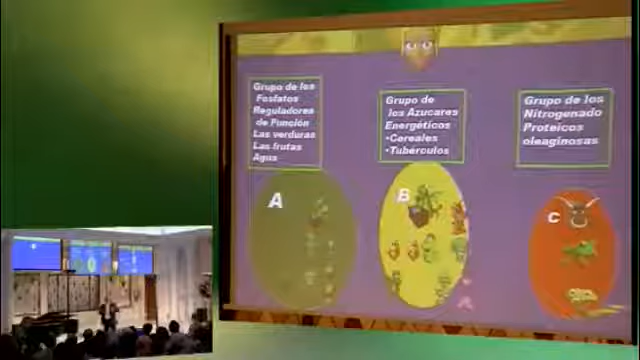 Grupo de los
Fosfatos
Reguladores
de Función
Las verduras
Las frutas
Agua
Grupo de
los Azucares
Energéticos
•Cereales
•Tubérculos
Grupo de los
Nitrogenado
Proteicos
oleaginosas
A
B
C